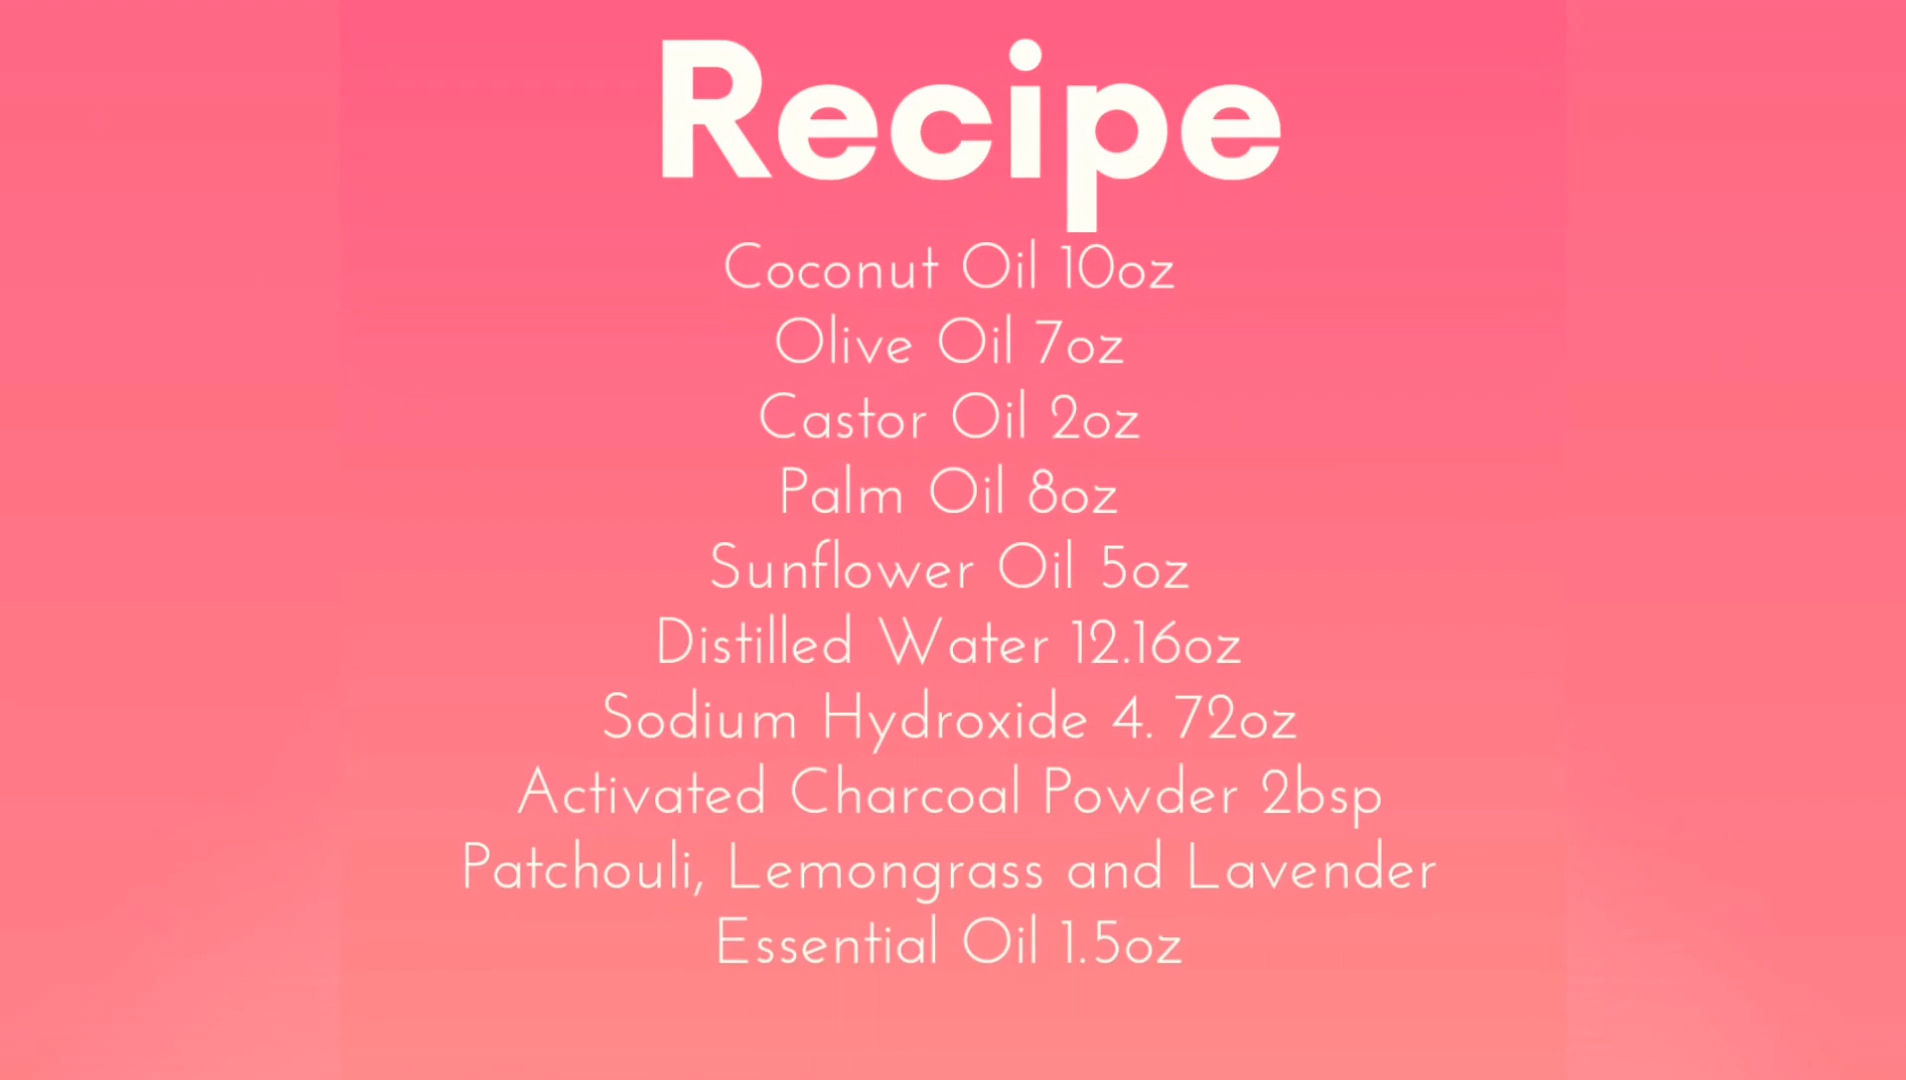 Recipe
Coconut Oil 10oz
Olive Oil 7oz
Castor Oil 2oz
Palm Oil 8oz
Sunflower Oil 5oz
Distilled Water 12.16oz
Sodium Hydroxide 4. 72oz
Activated Charcoal Powder 2bsp
Patchouli, Lemongrass and Lavender
Essential Oil 1.5oz